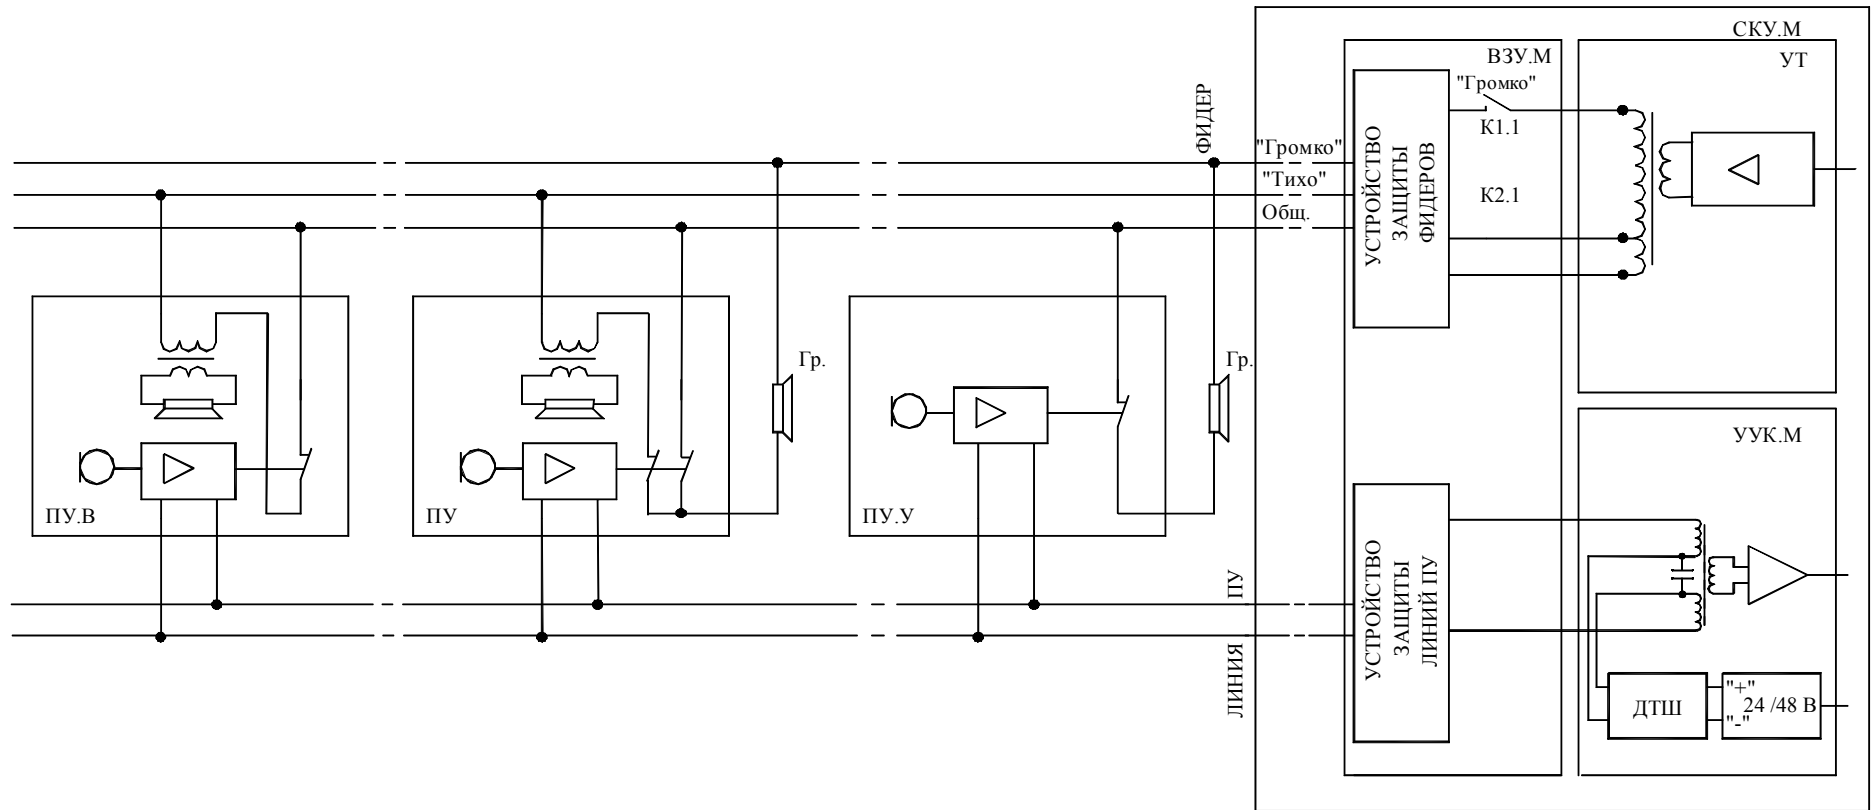 СКУ.М
ВЗУ.М
УТ
"Громко"
К1.1
К2.1
УСТРОЙСТВО
ЗАЩИТЫ
ФИДЕРОВ
ФИДЕР
"Громко"
"Тихо"
Общ.
Гр.
Гр.
ПУ.В
ПУ
ПУ.У
УУК.М
УСТРОЙСТВО
ЗАЩИТЫ
ЛИНИЙ ПУ
ЛИНИЯ ПУ
ДТШ
"+"
"-"
24 /48 В